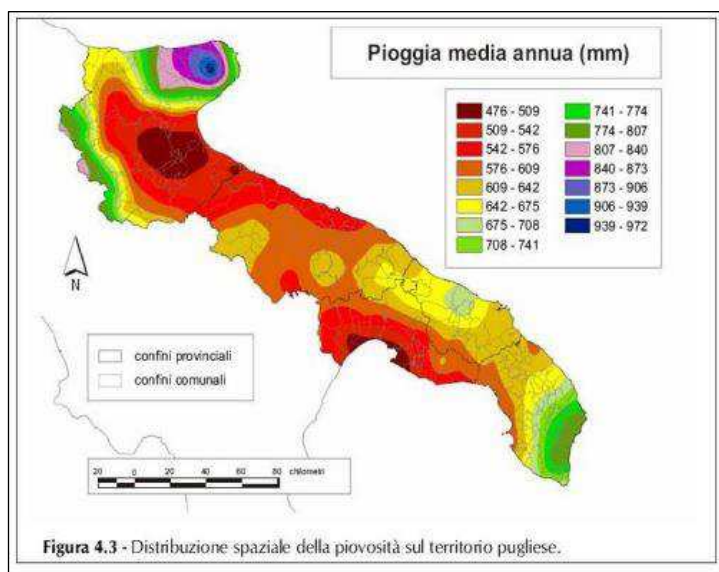 Pioggia media annua (mm)
476 - 509
509 - 542
542 - 576
576 - 609
609 - 642
642 - 675
675 - 708
708 - 741
741 - 774
774 - 807
807 - 840
840 - 873
873 - 906
906 - 939
939 - 972
N
confini provinciali
confini comunali
20 0 20 40 60 80 chilometri
Figura 4.3 - Distribuzione spaziale della piovosità sul territorio pugliese.